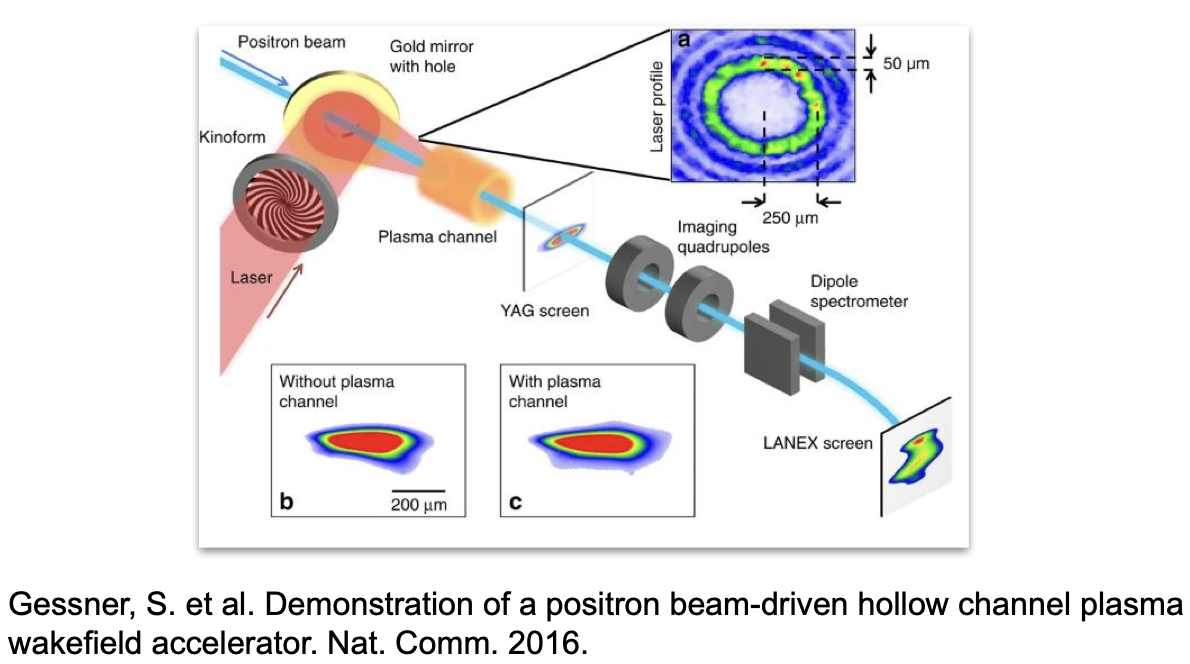 Positron beam
Gold mirror
with hole
Kinoform
Laser
Plasma channel
a
Laser profile
50 μm
250 μm
YAG screen
Imaging
quadrupoles
Dipole
spectrometer
LANEX screen
Without plasma
channel
b
200 μm
With plasma
channel
c
Gessner, S. et al. Demonstration of a positron beam-driven hollow channel plasma
wakefield accelerator. Nat. Comm. 2016.